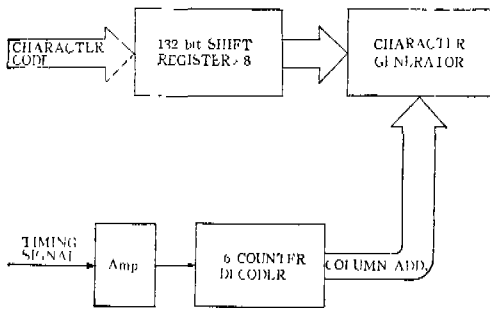 CHARACTER
CODE
132 bit SHIFT
REGISTER×8
CHARACTER
GENERATOR
TIMING
SIGNAL
Amp
6 COUNTER
DECODER
COLUMN ADD.